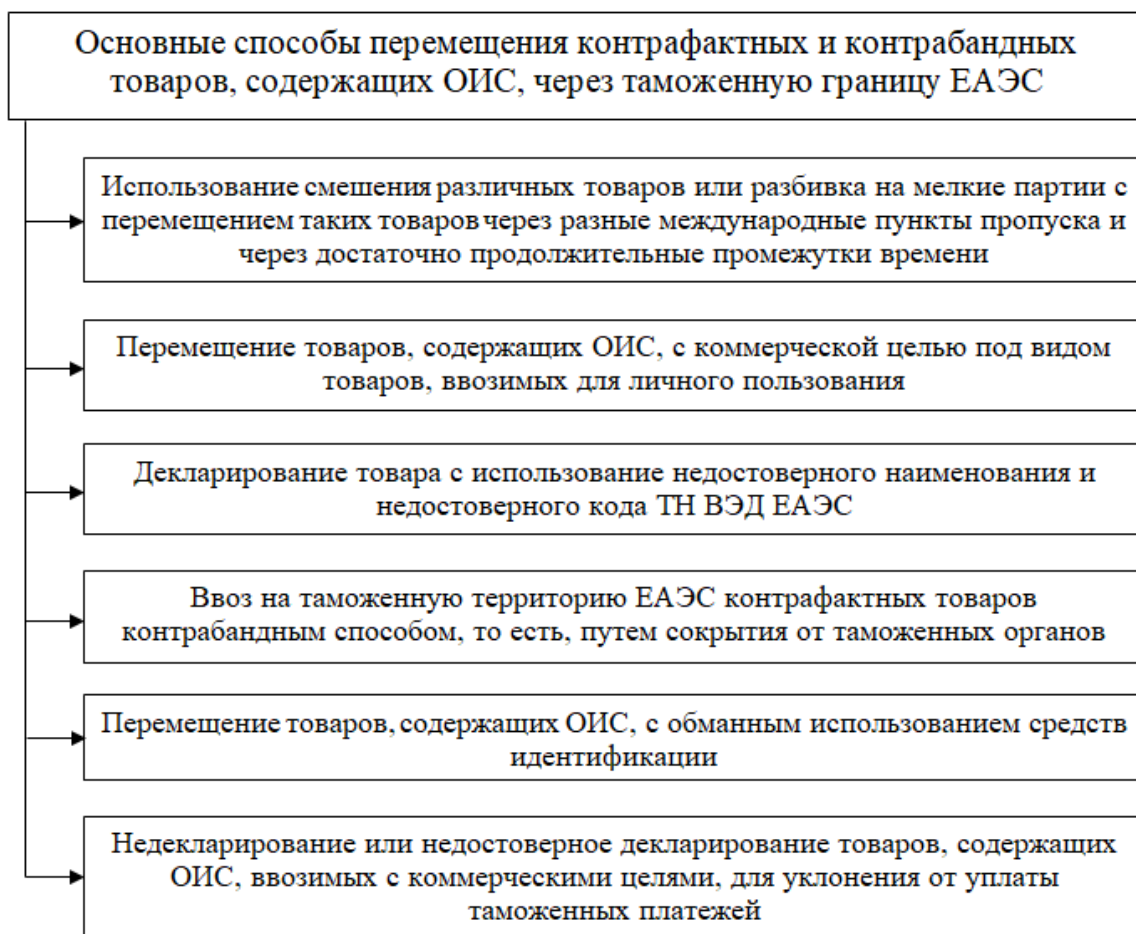 Основные способы перемещения контрафактных и контрабандных
товаров, содержащих ОИС, через таможенную границу ЕАЭС
Использование смешения различных товаров или разбивка на мелкие партии с
перемещением таких товаров через разные международные пункты пропуска и
через достаточно продолжительные промежутки времени
Перемещение товаров, содержащих ОИС, с коммерческой целью под видом
товаров, ввозимых для личного пользования
Декларирование товара с использование недостоверного наименования и
недостоверного кода ТН ВЭД ЕАЭС
Ввоз на таможенную территорию ЕАЭС контрафактных товаров
контрабандным способом, то есть, путем сокрытия от таможенных органов
Перемещение товаров, содержащих ОИС, с обманным использованием средств
идентификации
Недекларирование или недостоверное декларирование товаров, содержащих
ОИС, ввозимых с коммерческими целями, для уклонения от уплаты
таможенных платежей